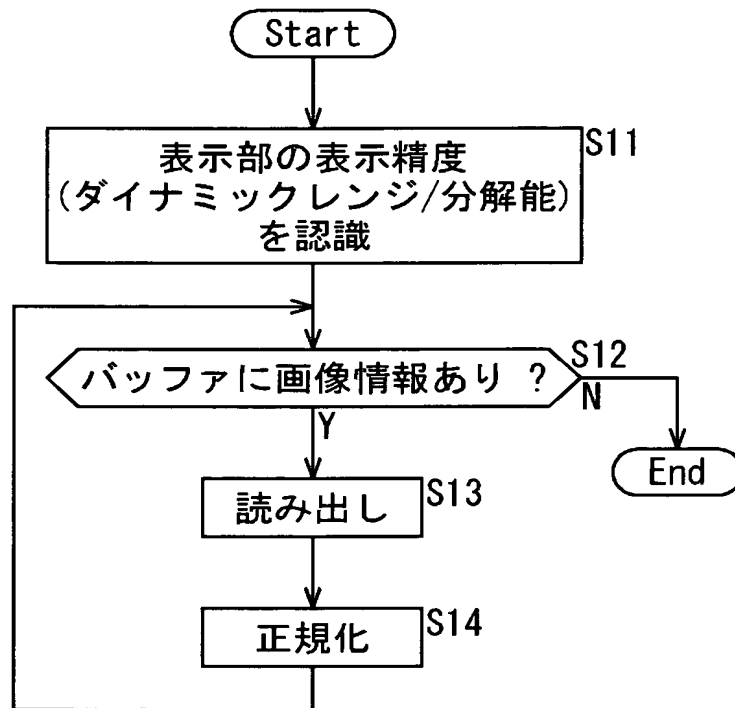 Start
表示部の表示精度
(ダイナミックレンジ/分解能)
を認識
S11
バッファに画像情報あり ?
S12
N
Y
End
読み出し
S13
正規化
S14